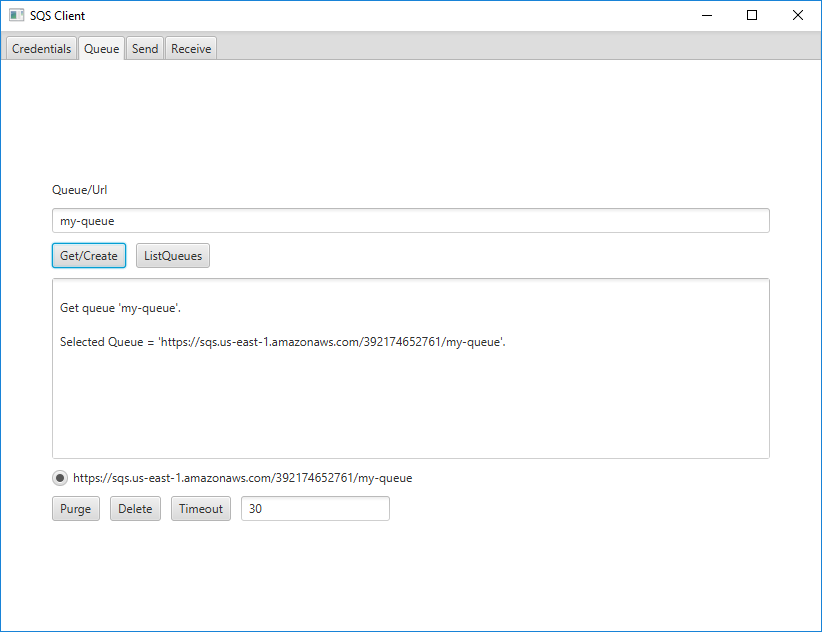 SQS Client
Credentials Queue Send Receive
Queue/Url
my-queue
Get/Create ListQueues
Get queue 'my-queue'.
Selected Queue = 'https://sqs.us-east-1.amazonaws.com/392174652761/my-queue'.
https://sqs.us-east-1.amazonaws.com/392174652761/my-queue
Purge Delete Timeout 30